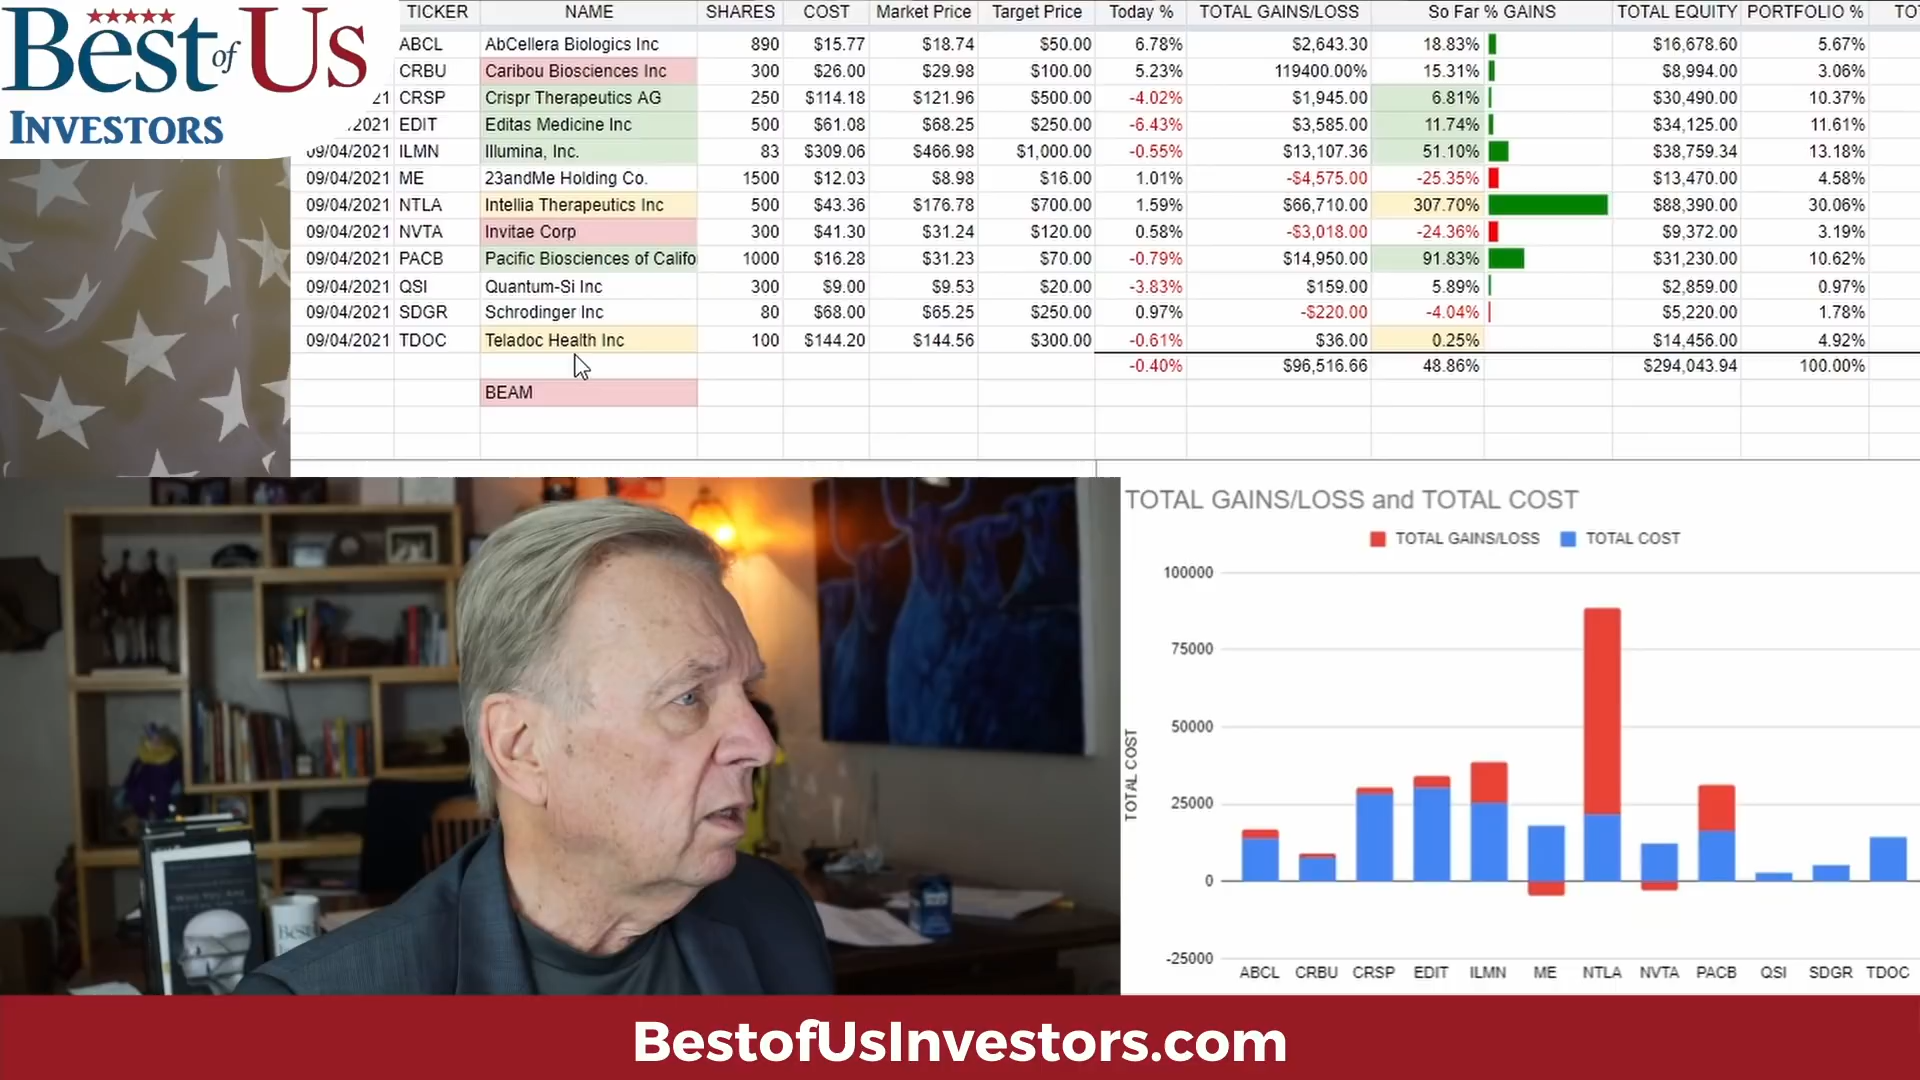 Best of Us
INVESTORS
TICKER NAME SHARES COST Market Price Target Price Today % TOTAL GAINS/LOSS So Far % GAINS TOTAL EQUITY PORTFOLIO % TO
ABCL AbCellera Biologics Inc 890 $15.77 $18.74 $50.00 6.78% $2,643.30 18.83% $16,678.60 5.67%
CRBU Caribou Biosciences Inc 300 $26.00 $29.98 $100.00 5.23% 119400.00% 15.31% $8,994.00 3.06%
21 CRSP Crispr Therapeutics AG 250 $114.18 $121.96 $500.00 -4.02% $1,945.00 6.81% $30,490.00 10.37%
/2021 EDIT Editas Medicine Inc 500 $61.08 $68.25 $250.00 -6.43% $3,585.00 11.74% $34,125.00 11.61%
09/04/2021 ILMN Illumina, Inc. 83 $309.06 $466.98 $1,000.00 -0.55% $13,107.36 51.10% $38,759.34 13.18%
09/04/2021 ME 23andMe Holding Co. 1500 $12.03 $8.98 $16.00 1.01% -$4,575.00 -25.35% $13,470.00 4.58%
09/04/2021 NTLA Intellia Therapeutics Inc 500 $43.36 $176.78 $700.00 1.59% $66,710.00 307.70% $88,390.00 30.06%
09/04/2021 NVTA Invitae Corp 300 $41.30 $31.24 $120.00 0.58% -$3,018.00 -24.36% $9,372.00 3.19%
09/04/2021 PACB Pacific Biosciences of Califo 1000 $16.28 $31.23 $70.00 -0.79% $14,950.00 91.83% $31,230.00 10.62%
09/04/2021 QSI Quantum-Si Inc 300 $9.00 $9.53 $20.00 -3.83% $159.00 5.89% $2,859.00 0.97%
09/04/2021 SDGR Schrodinger Inc 80 $68.00 $65.25 $250.00 0.97% -$220.00 -4.04% $5,220.00 1.78%
09/04/2021 TDOC Teladoc Health Inc 100 $144.20 $144.56 $300.00 -0.61% $36.00 0.25% $14,456.00 4.92%
-0.40% $96,516.66 48.86% $294,043.94 100.00%
BEAM
TOTAL GAINS/LOSS and TOTAL COST
TOTAL GAINS/LOSS TOTAL COST
100000
75000
50000
25000
0
-25000
TOTAL COST
ABCL CRBU CRSP EDIT ILMN ME NTLA NVTA PACB QSI SDGR TDOC
Best
BestofUsInvestors.com